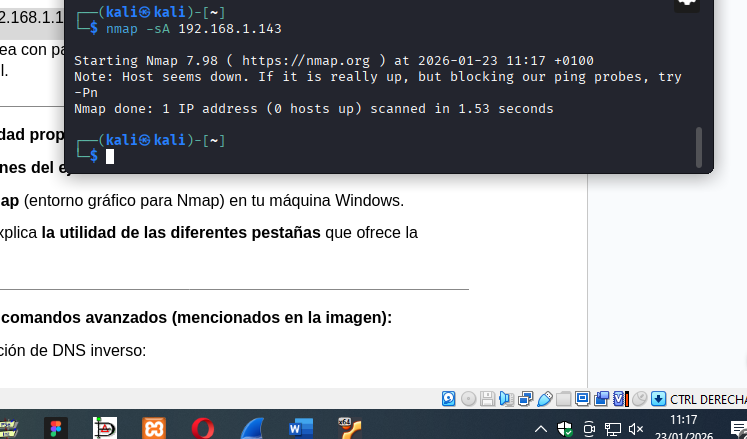 (kali㉿kali)-[~]
$ nmap -sA 192.168.1.143
Starting Nmap 7.98 ( https://nmap.org ) at 2026-01-23 11:17 +0100
Note: Host seems down. If it is really up, but blocking our ping probes, try
-Pn
Nmap done: 1 IP address (0 hosts up) scanned in 1.53 seconds
(kali㉿kali)-[~]
$
2.168.1.1
ea con pa
l.
dad prop
nes del ej
ap (entorno gráfico para Nmap) en tu máquina Windows.
xplica la utilidad de las diferentes pestañas que ofrece la
comandos avanzados (mencionados en la imagen):
ción de DNS inverso:
CTRL DERECHA
11:17
23/01/2026